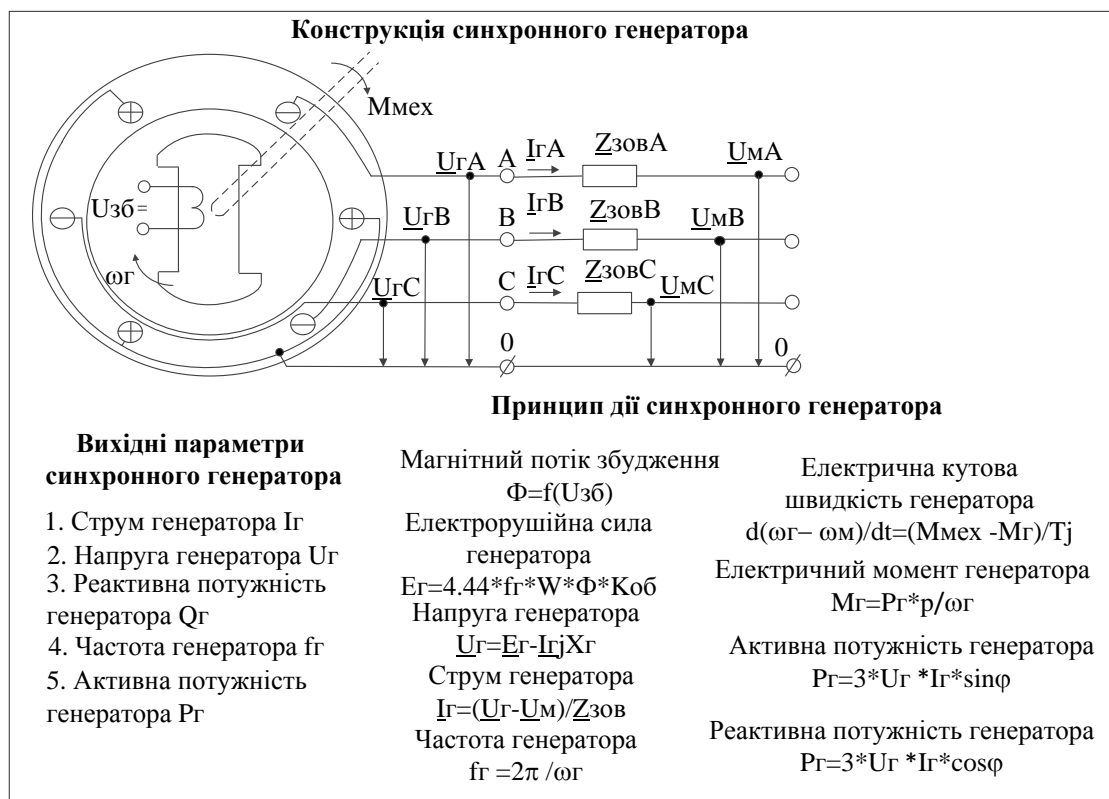 Конструкція синхронного генератора
Ммех
UгA
A
IгA
ZзовA
UмA
Uзб=
UгB
B
IгB
ZзовB
UмB
ωг
UгC
C
IгC
ZзовC
UмC
0
0
Принцип дії синхронного генератора
Вихідні параметри
синхронного генератора
1. Струм генератора Iг
2. Напруга генератора Uг
3. Реактивна потужність
генератора Qг
4. Частота генератора fг
5. Активна потужність
генератора Pг
Магнітний потік збудження
Ф=f(Uзб)
Електрорушійна сила
генератора
Eг=4.44*fг*W*Ф*Kоб
Напруга генератора
Uг=Eг-IгjXг
Струм генератора
Iг=(Uг-Uм)/Zзов
Частота генератора
fг =2π /ωг
Електрична кутова
швидкість генератора
d(ωг– ωм)/dt=(Ммех -Мг)/Tj
Електричний момент генератора
Мг=Pг*p/ωг
Активна потужність генератора
Pг=3*Uг *Iг*sinφ
Реактивна потужність генератора
Pг=3*Uг *Iг*cosφ